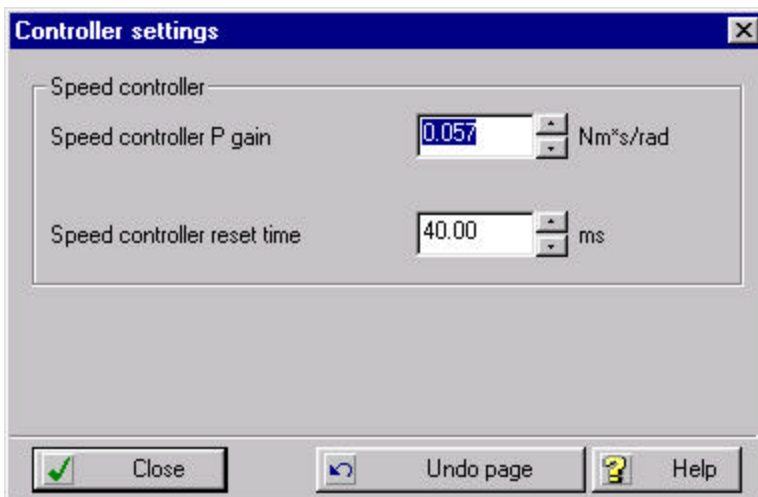 Controller settings
Speed controller
Speed controller P gain 0.057 Nm*s/rad
Speed controller reset time 40.00 ms
Close Undo page Help